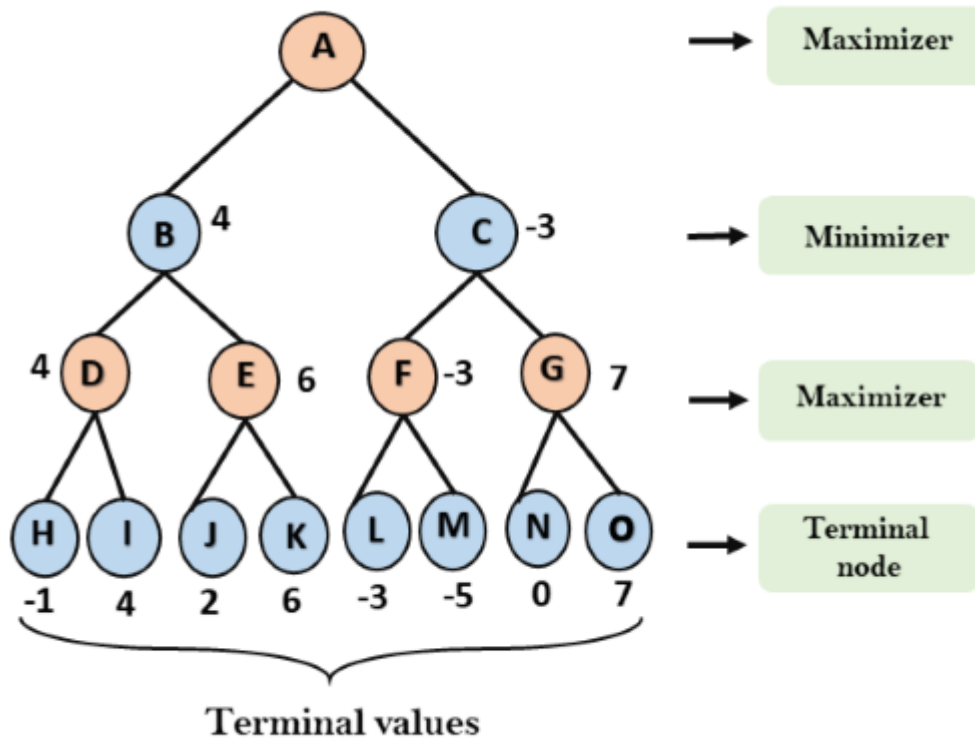 A
Maximizer
B
4
C
-3
Minimizer
4
D
E
6
F
-3
G
7
Maximizer
H
I
J
K
L
M
N
O
Terminal
node
-1
4
2
6
-3
-5
0
7
Terminal values